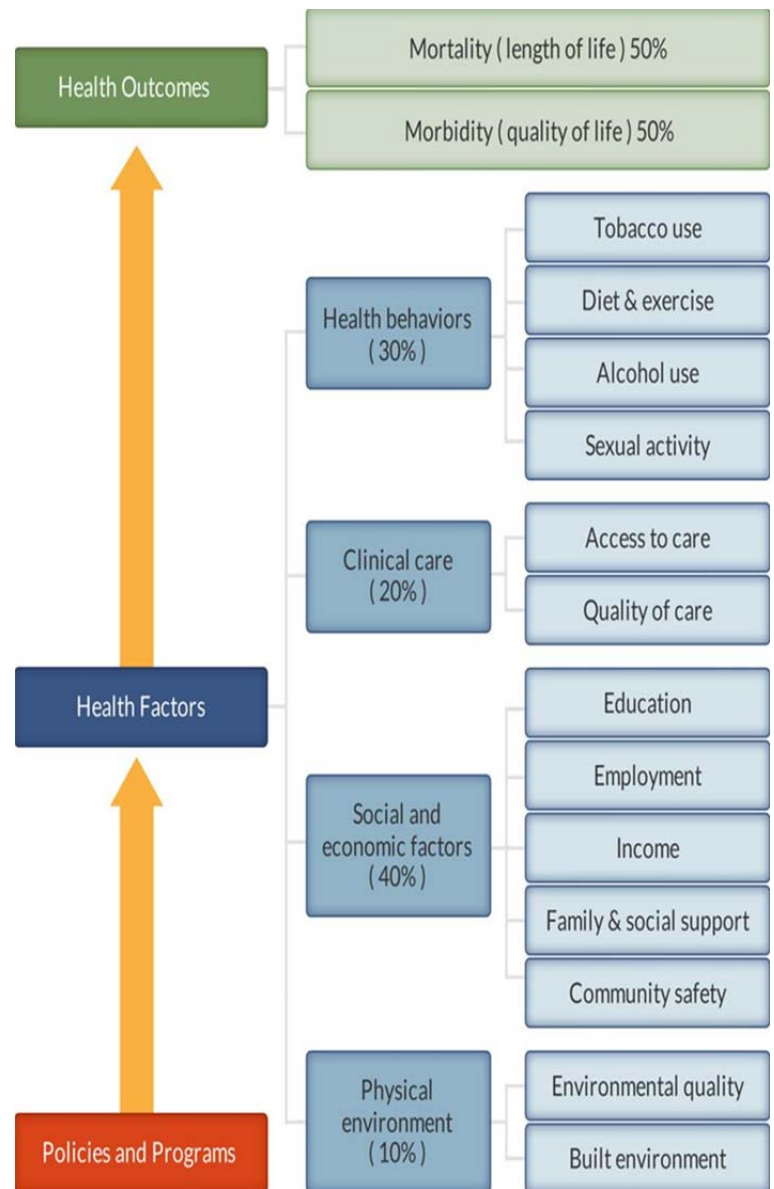 Health Outcomes
Mortality ( length of life ) 50%
Morbidity ( quality of life ) 50%
Health Factors
Health behaviors
( 30% )
Tobacco use
Diet & exercise
Alcohol use
Sexual activity
Clinical care
( 20% )
Access to care
Quality of care
Social and
economic factors
( 40% )
Education
Employment
Income
Family & social support
Community safety
Physical
environment
( 10% )
Environmental quality
Built environment
Policies and Programs